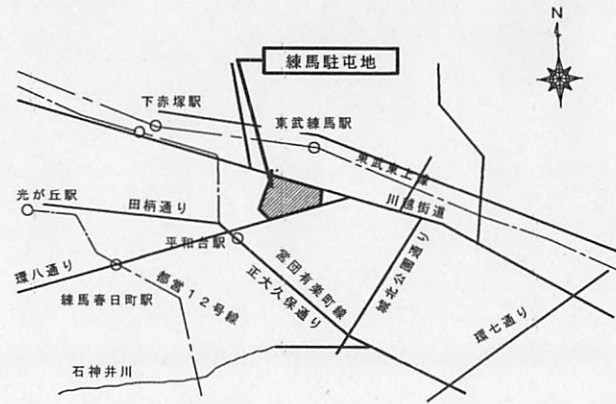 N
練馬駐屯地
下赤塚駅
東武練馬駅
東武東上線
光が丘駅
田柄通り
川越街道
平和台駅
環八通り
営団有楽町線
城北公園通り
練馬春日町駅
都営12号線
正大久保通り
環七通り
石神井川